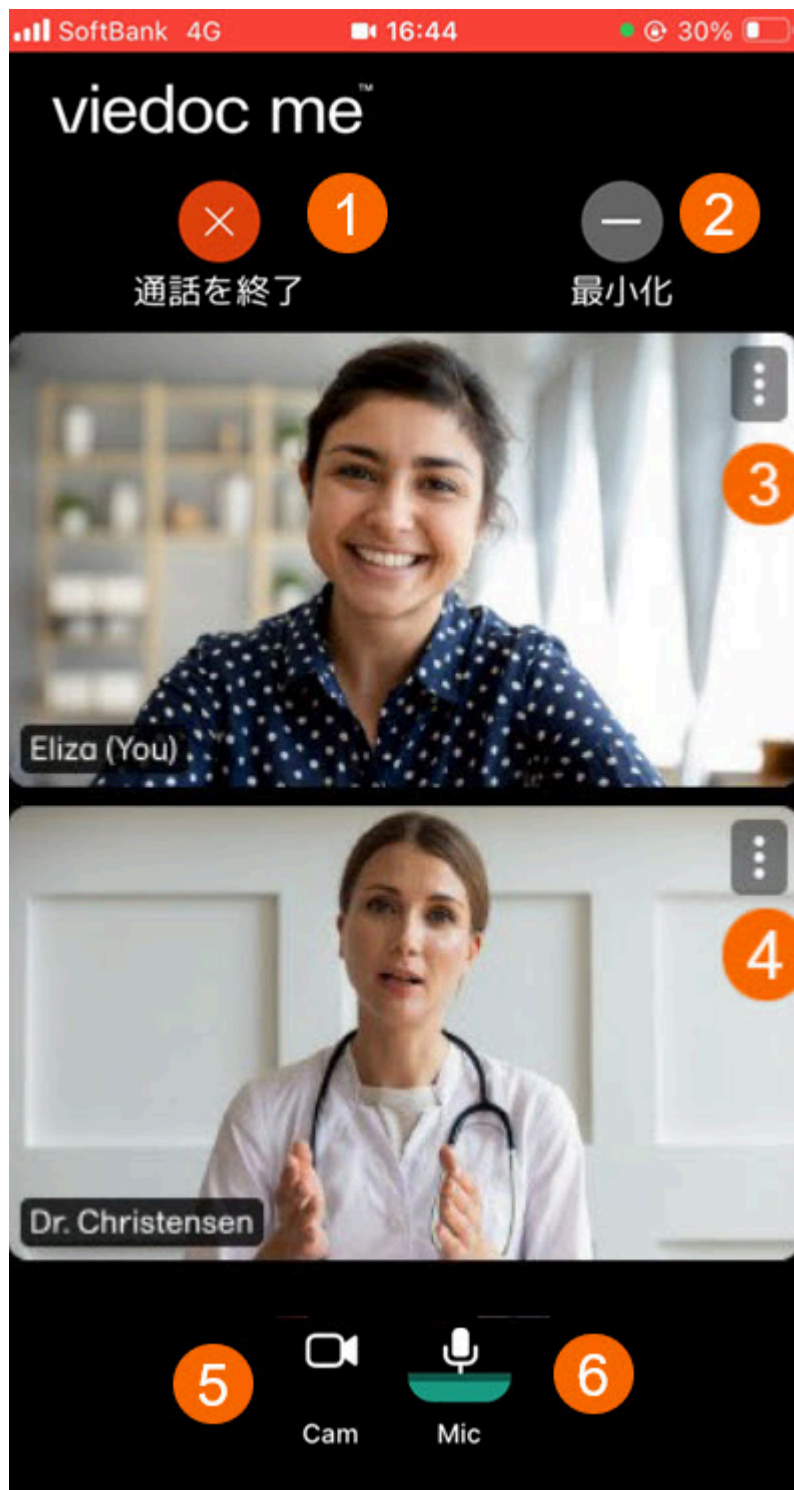 SoftBank 4G 16:44 30%
viedoc me™
1 2
通話を終了 最小化
3
Eliza (You)
4
Dr. Christensen
5 6
Cam Mic